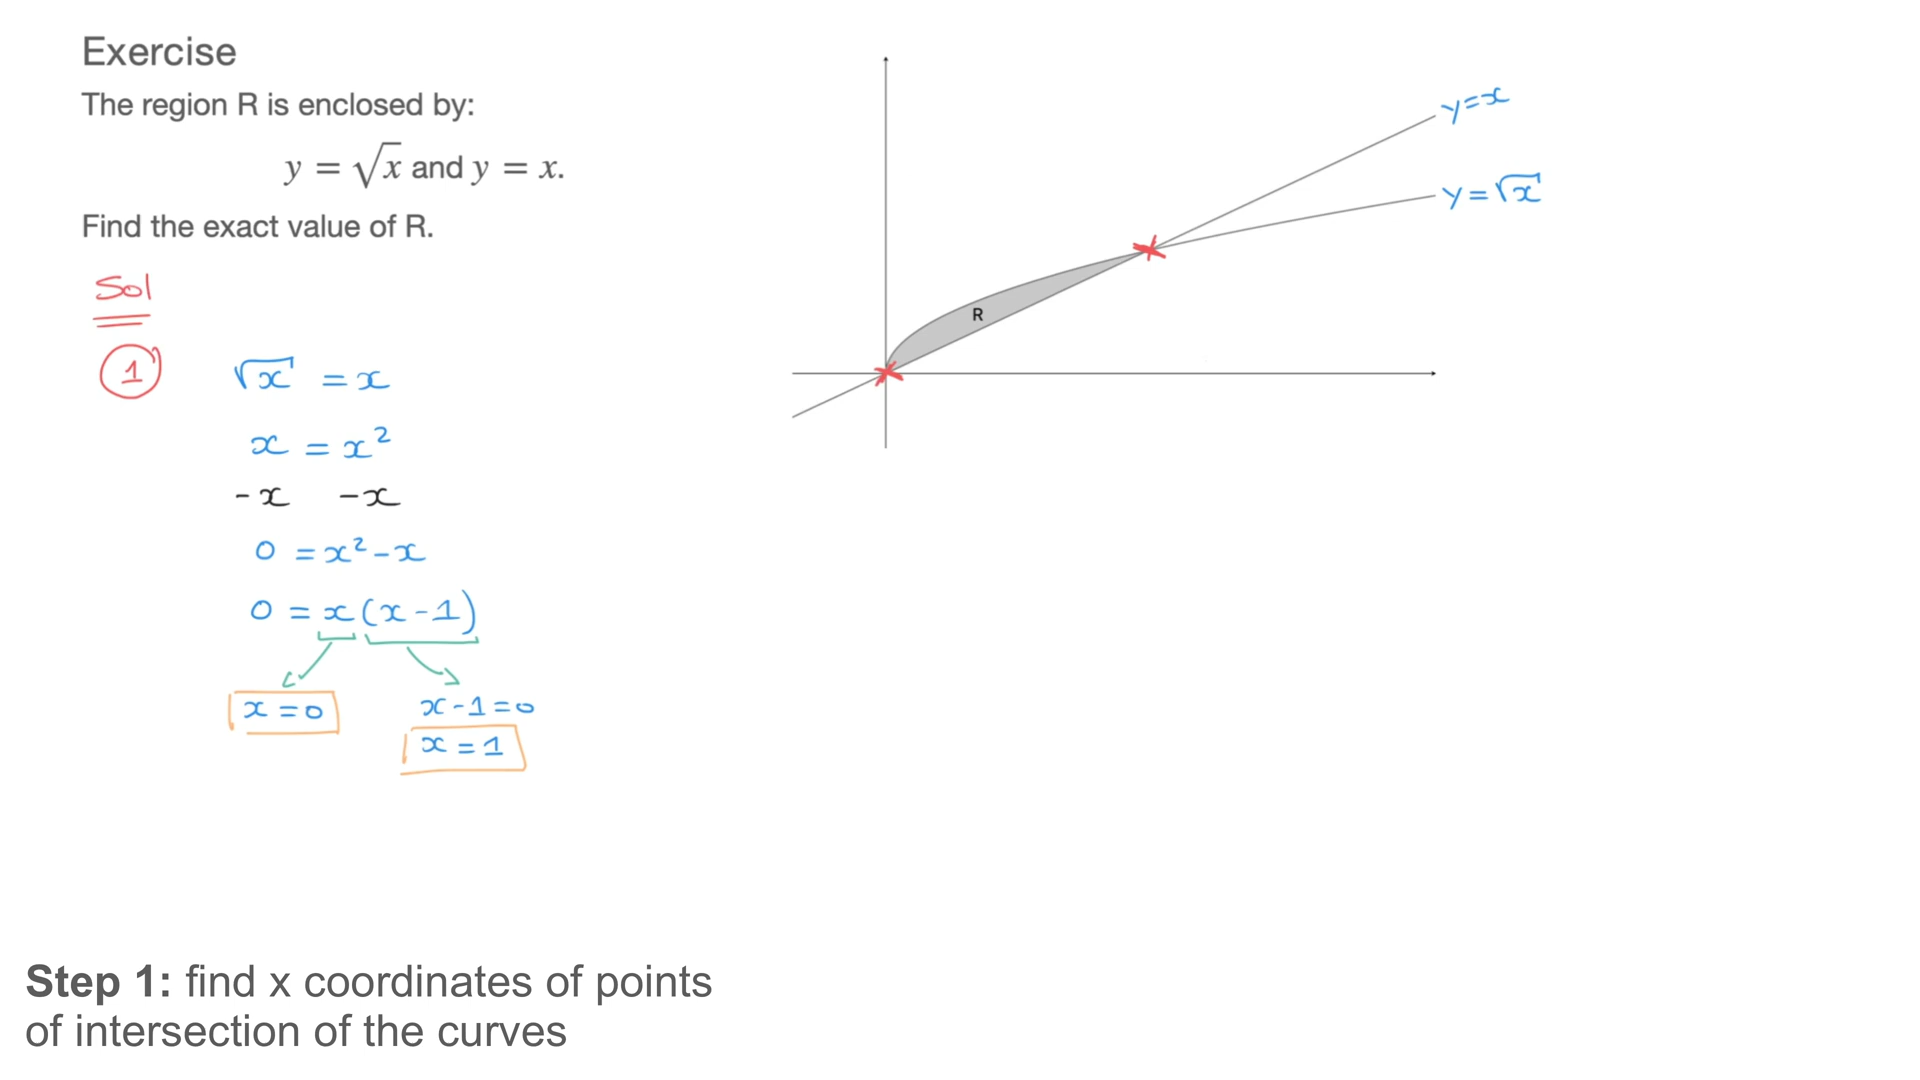 Exercise
The region R is enclosed by:
y = √x and y = x.
Find the exact value of R.
Sol
1
√x = x
x = x²
-x -x
0 = x² - x
0 = x(x - 1)
x = 0
x - 1 = 0
x = 1
y = x
y = √x
R
Step 1: find x coordinates of points
of intersection of the curves